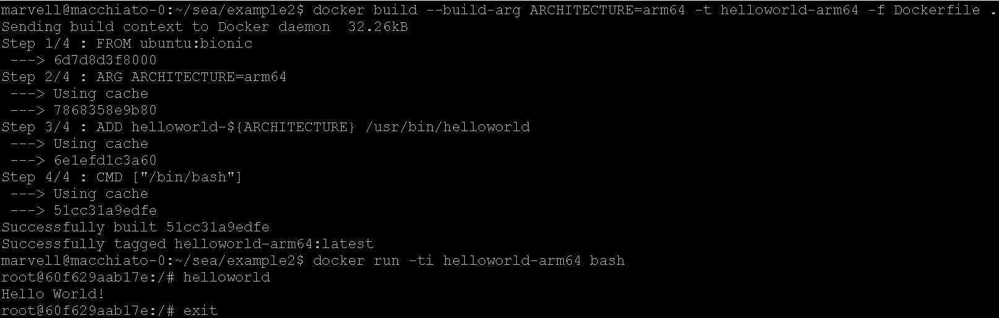 marvell@macchiato-0:~/sea/example2$ docker build --build-arg ARCHITECTURE=arm64 -t helloworld-arm64 -f Dockerfile .
Sending build context to Docker daemon  32.26kB
Step 1/4 : FROM ubuntu:bionic
 ---> 6d7d8d3f8000
Step 2/4 : ARG ARCHITECTURE=arm64
 ---> Using cache
 ---> 7868358e9b80
Step 3/4 : ADD helloworld-${ARCHITECTURE} /usr/bin/helloworld
 ---> Using cache
 ---> 6e1efd1c3a60
Step 4/4 : CMD ["/bin/bash"]
 ---> Using cache
 ---> 51cc31a9edfe
Successfully built 51cc31a9edfe
Successfully tagged helloworld-arm64:latest
marvell@macchiato-0:~/sea/example2$ docker run -ti helloworld-arm64 bash
root@60f629aab17e:/# helloworld
Hello World!
root@60f629aab17e:/# exit